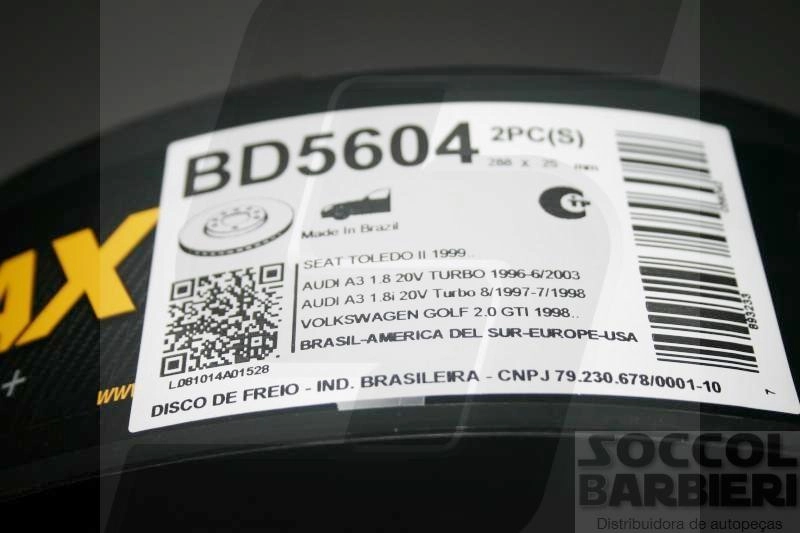 BD5604 2PC(S)
288 x 25 mm
Made In Brazil
SEAT TOLEDO II 1999..
AUDI A3 1.8 20V TURBO 1996-6/2003
AUDI A3 1.8i 20V Turbo 8/1997-7/1998
VOLKSWAGEN GOLF 2.0 GTI 1998..
BRASIL-AMERICA DEL SUR-EUROPE-USA
L081014A01528
DISCO DE FREIO - IND. BRASILEIRA - CNPJ 79.230.678/0001-10
AX
+
www
SOCCOL
BARBIERI
Distribuidora de autopeças